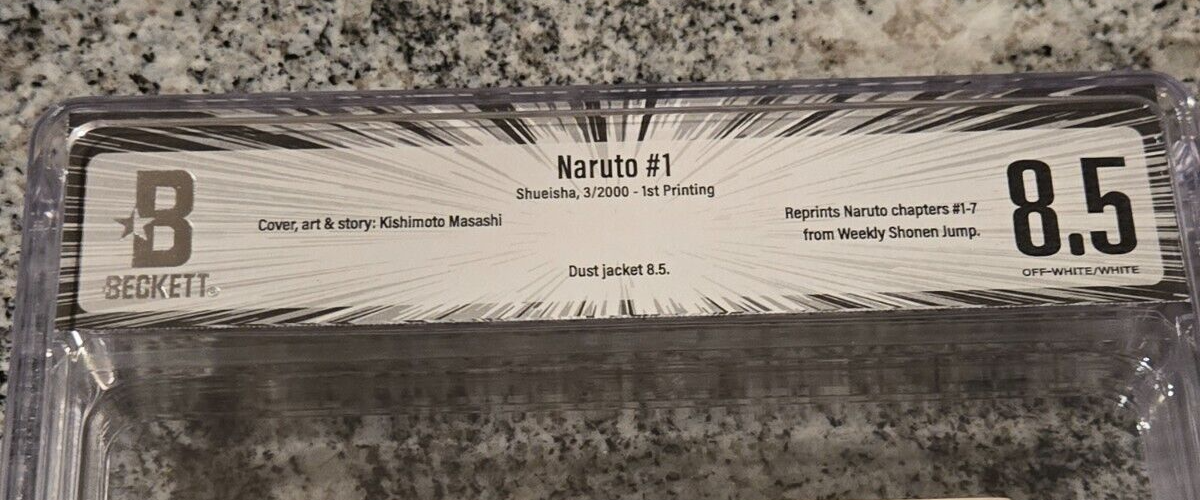 Naruto #1
Shueisha, 3/2000 - 1st Printing
Cover, art & story: Kishimoto Masashi
Reprints Naruto chapters #1-7
from Weekly Shonen Jump.
Dust jacket 8.5.
B
BECKETT®
8.5
OFF-WHITE/WHITE